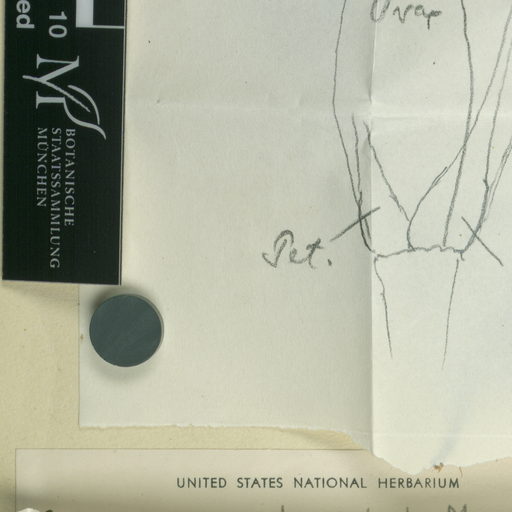 ed
10
M
BOTANISCHE
STAATSSAMMLUNG
MÜNCHEN
Ovar
Pet.
UNITED STATES NATIONAL HERBARIUM